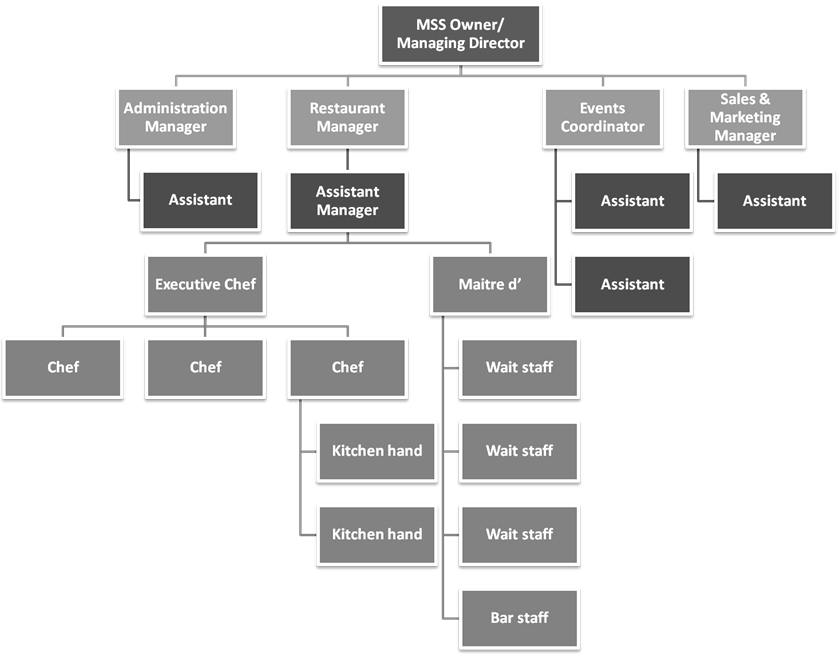 MSS Owner/
Managing Director
Administration
Manager
Restaurant
Manager
Events
Coordinator
Sales &
Marketing
Manager
Assistant
Assistant
Manager
Assistant
Assistant
Executive Chef
Maitre d’
Assistant
Chef
Chef
Chef
Wait staff
Kitchen hand
Wait staff
Kitchen hand
Wait staff
Bar staff